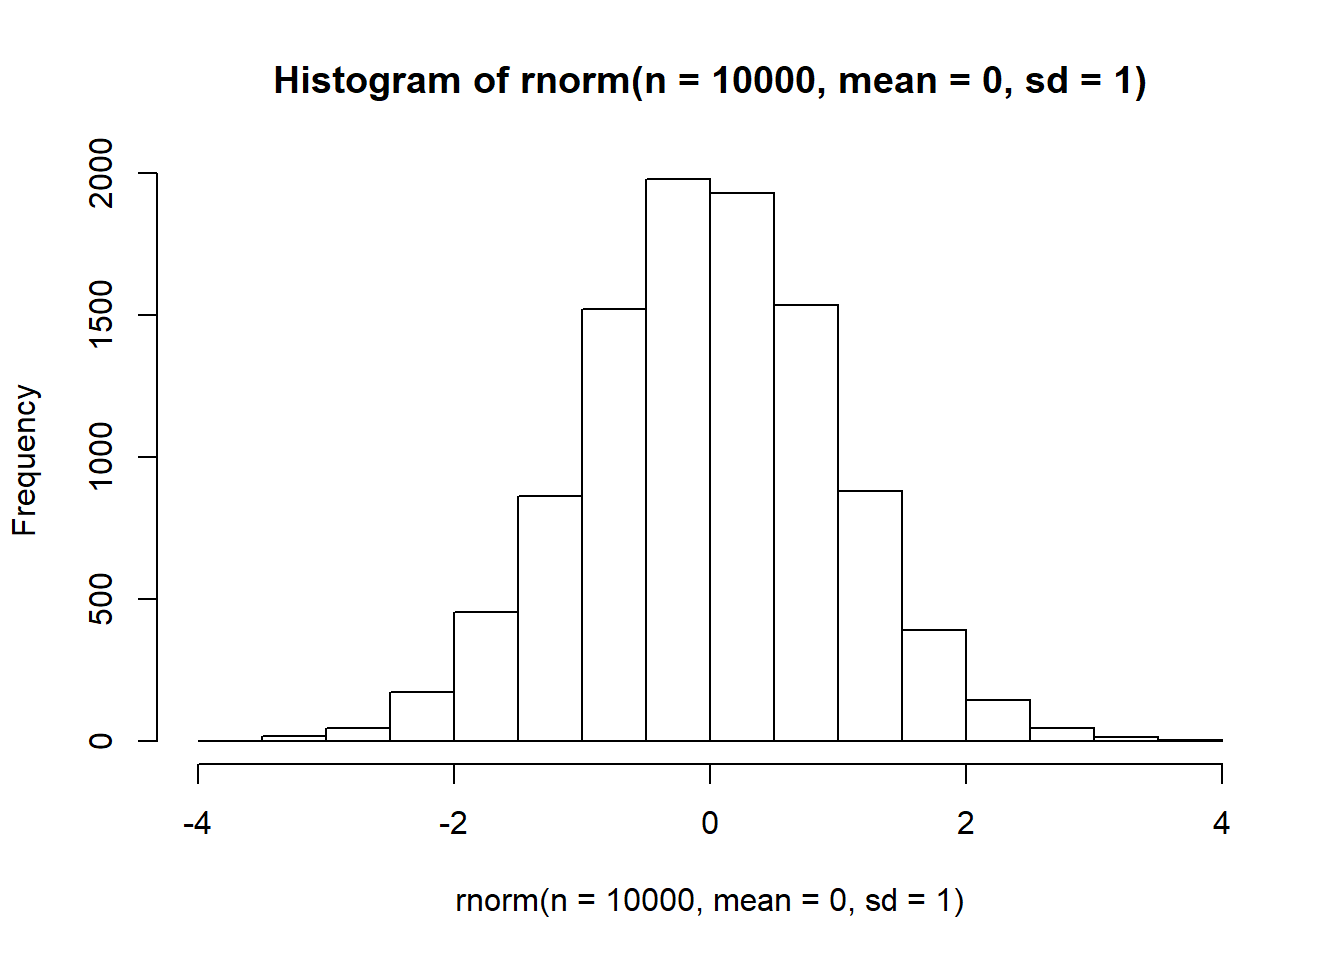 Histogram of rnorm(n = 10000, mean = 0, sd = 1)
2000
1500
1000
500
0
Frequency
-4 -2 0 2 4
rnorm(n = 10000, mean = 0, sd = 1)